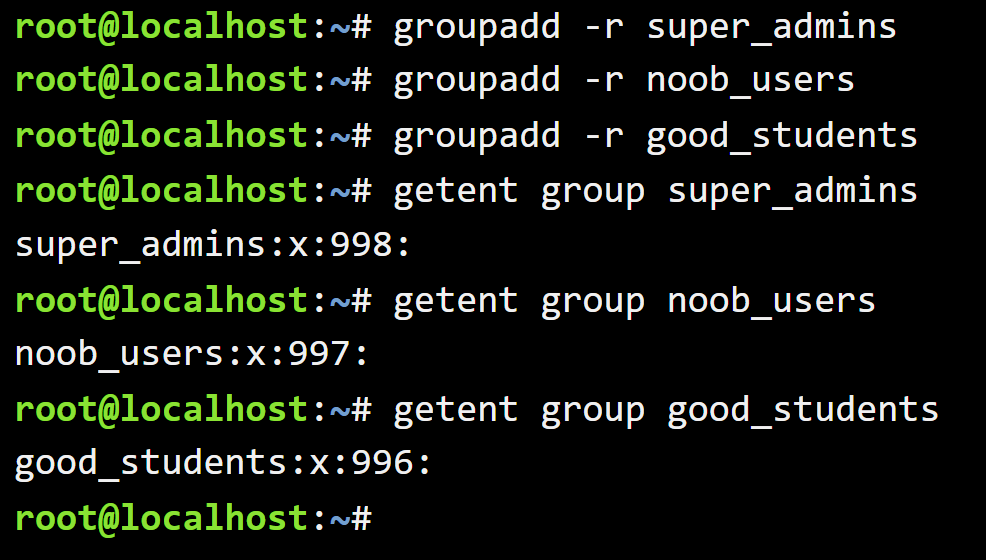 root@localhost:~# groupadd -r super_admins
root@localhost:~# groupadd -r noob_users
root@localhost:~# groupadd -r good_students
root@localhost:~# getent group super_admins
super_admins:x:998:
root@localhost:~# getent group noob_users
noob_users:x:997:
root@localhost:~# getent group good_students
good_students:x:996:
root@localhost:~#